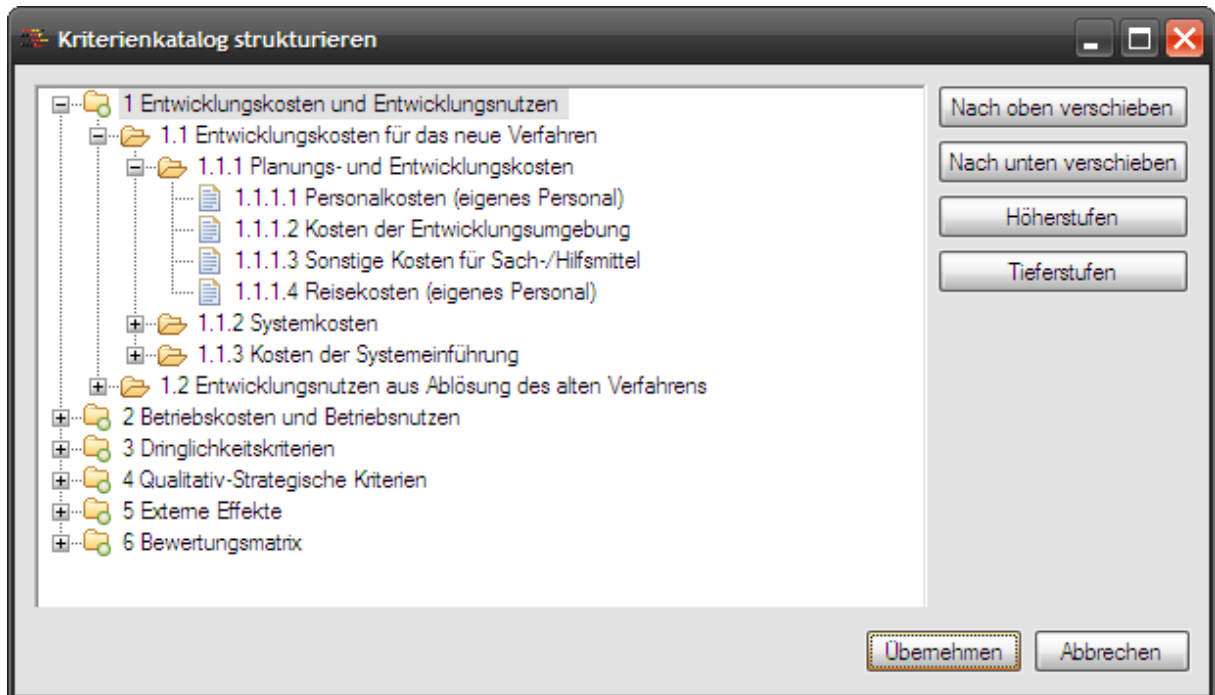 Kriterienkatalog strukturieren
1 Entwicklungskosten und Entwicklungsnutzen
1.1 Entwicklungskosten für das neue Verfahren
1.1.1 Planungs- und Entwicklungskosten
1.1.1.1 Personalkosten (eigenes Personal)
1.1.1.2 Kosten der Entwicklungsumgebung
1.1.1.3 Sonstige Kosten für Sach-/Hilfsmittel
1.1.1.4 Reisekosten (eigenes Personal)
1.1.2 Systemkosten
1.1.3 Kosten der Systemeinführung
1.2 Entwicklungsnutzen aus Ablösung des alten Verfahrens
2 Betriebskosten und Betriebsnutzen
3 Dringlichkeitskriterien
4 Qualitativ-Strategische Kriterien
5 Externe Effekte
6 Bewertungsmatrix
Nach oben verschieben
Nach unten verschieben
Höherstufen
Tieferstufen
Übernehmen
Abbrechen